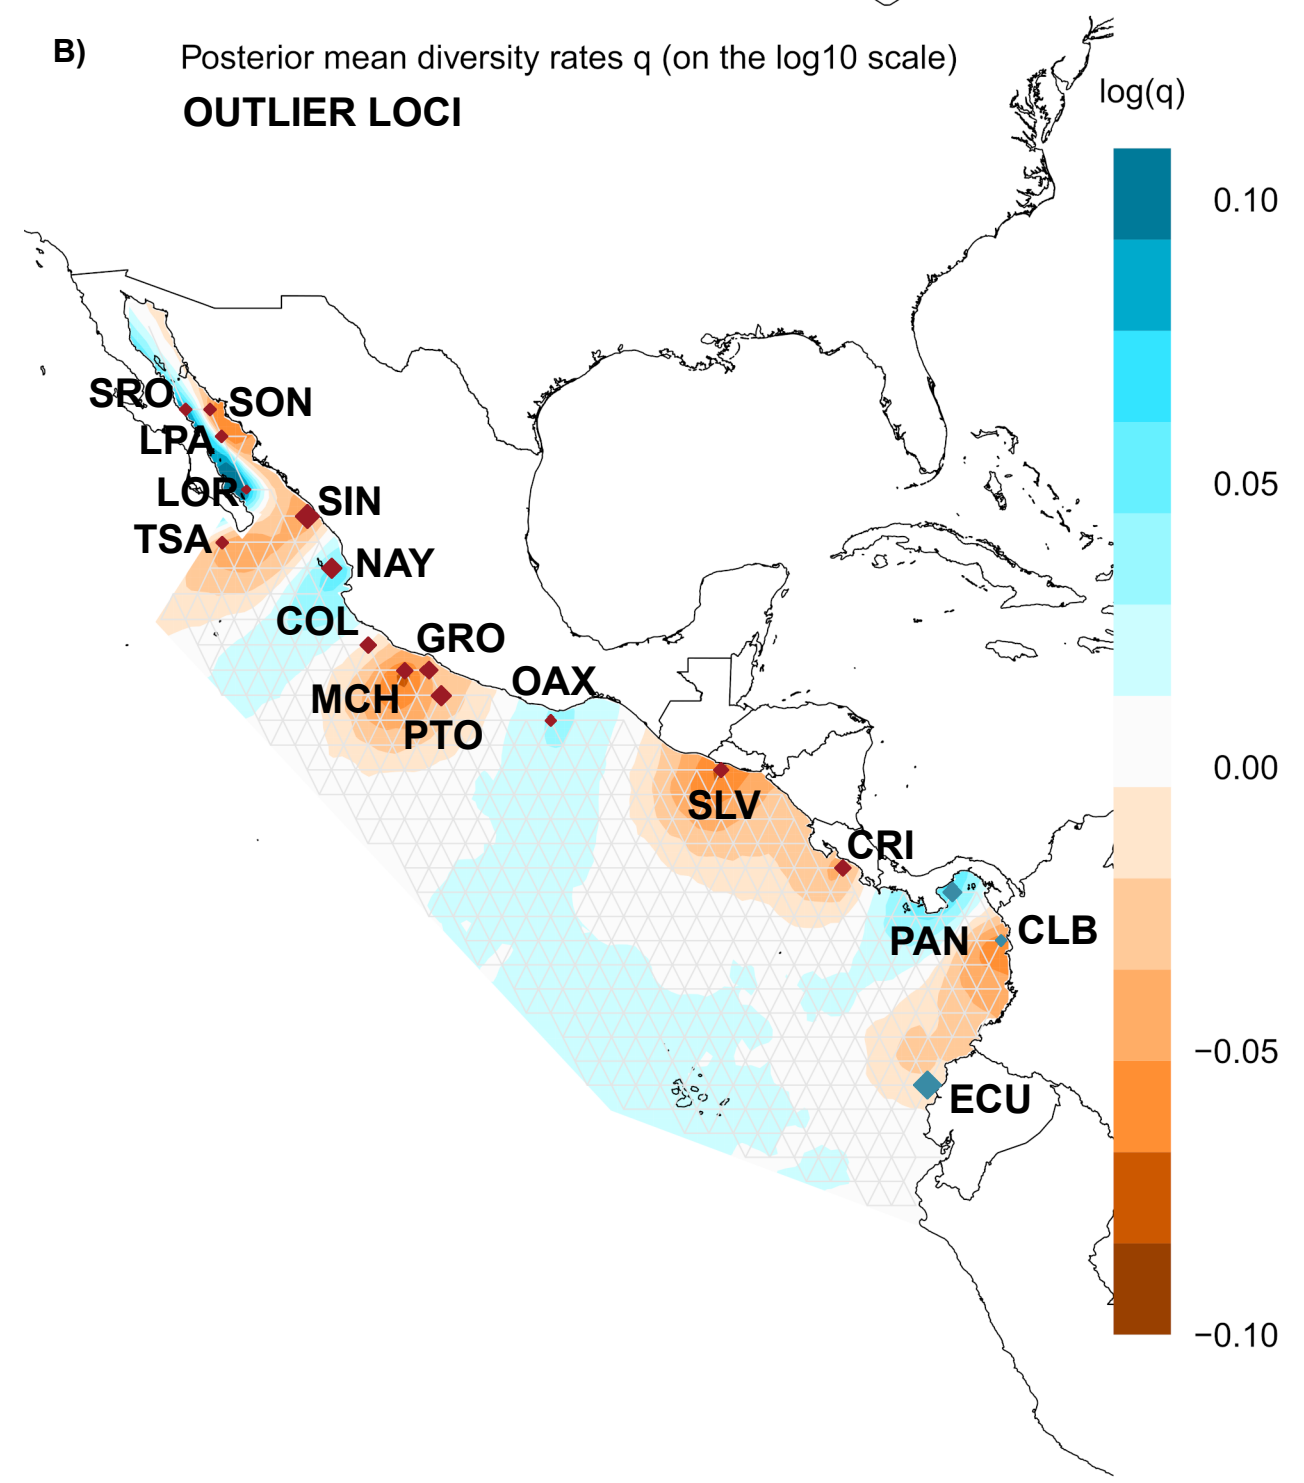 B) Posterior mean diversity rates q (on the log10 scale)
OUTLIER LOCI
log(q)
0.10
0.05
0.00
−0.05
−0.10
SRO
SON
LPA
LOR
SIN
TSA
NAY
COL
GRO
OAX
MCH
PTO
SLV
CRI
PAN
CLB
ECU